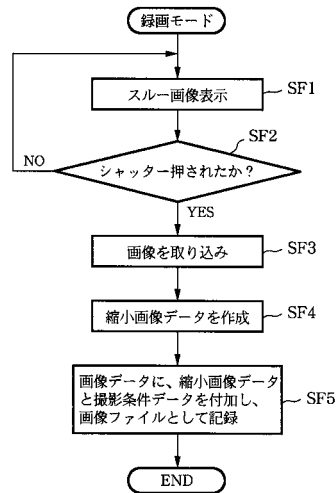 録画モード
スルー画像表示
SF1
SF2
シャッター押されたか？
NO
YES
画像を取り込み
SF3
縮小画像データを作成
SF4
画像データに、縮小画像データ
と撮影条件データを付加し、
画像ファイルとして記録
SF5
END